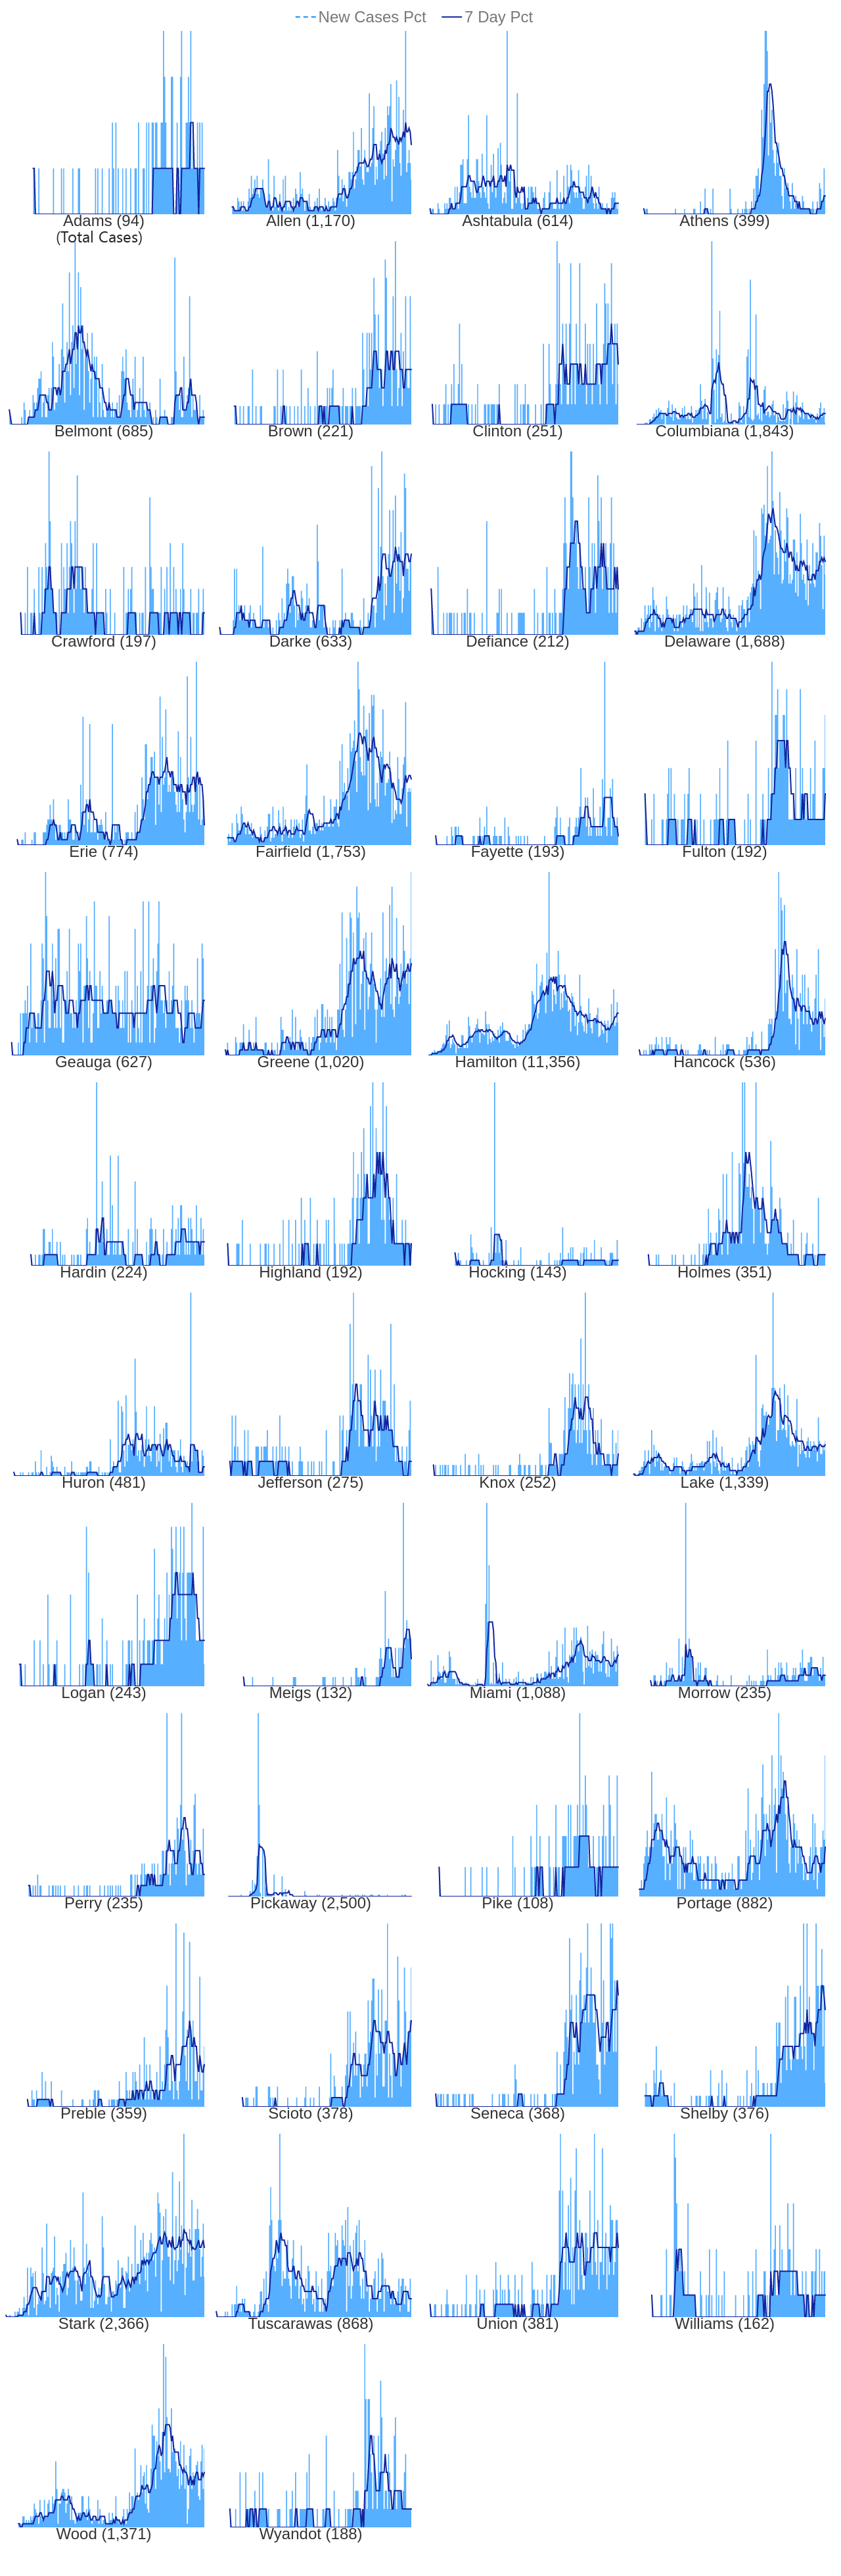 New Cases Pct 7 Day Pct
Adams (94) Allen (1,170) Ashtabula (614) Athens (399)
(Total Cases)
Belmont (685) Brown (221) Clinton (251) Columbiana (1,843)
Crawford (197) Darke (633) Defiance (212) Delaware (1,688)
Erie (774) Fairfield (1,753) Fayette (193) Fulton (192)
Geauga (627) Greene (1,020) Hamilton (11,356) Hancock (536)
Hardin (224) Highland (192) Hocking (143) Holmes (351)
Huron (481) Jefferson (275) Knox (252) Lake (1,339)
Logan (243) Meigs (132) Miami (1,088) Morrow (235)
Perry (235) Pickaway (2,500) Pike (108) Portage (882)
Preble (359) Scioto (378) Seneca (368) Shelby (376)
Stark (2,366) Tuscarawas (868) Union (381) Williams (162)
Wood (1,371) Wyandot (188)